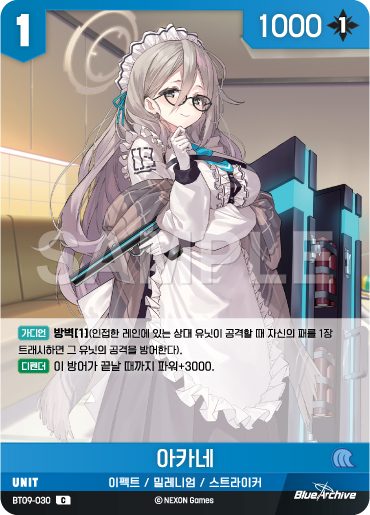 1
1000 1
03
SAMPLE
가디언 방벽[1](인접한 레인에 있는 상대 유닛이 공격할 때 자신의 패를 1장
트래시하면 그 유닛의 공격을 방어한다).
디펜더 이 방어가 끝날 때까지 파워+3000.
아카네
UNIT 이펙트 / 밀레니엄 / 스트라이커
BT09-030 C © NEXON Games BlueArchive